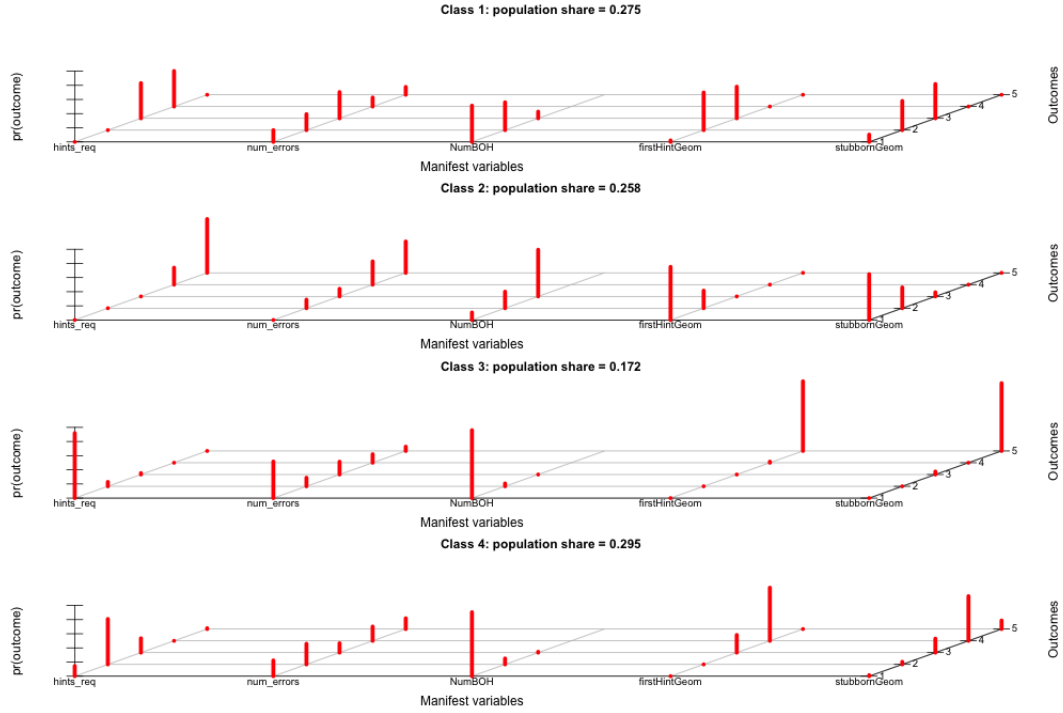 Class 1: population share = 0.275
pr(outcome)
Outcomes
5
4
3
2
1
hints_req num_errors NumBOH firstHintGeom stubbornGeom
Manifest variables
Class 2: population share = 0.258
pr(outcome)
Outcomes
5
4
3
2
1
hints_req num_errors NumBOH firstHintGeom stubbornGeom
Manifest variables
Class 3: population share = 0.172
pr(outcome)
Outcomes
5
4
3
2
1
hints_req num_errors NumBOH firstHintGeom stubbornGeom
Manifest variables
Class 4: population share = 0.295
pr(outcome)
Outcomes
5
4
3
2
1
hints_req num_errors NumBOH firstHintGeom stubbornGeom
Manifest variables